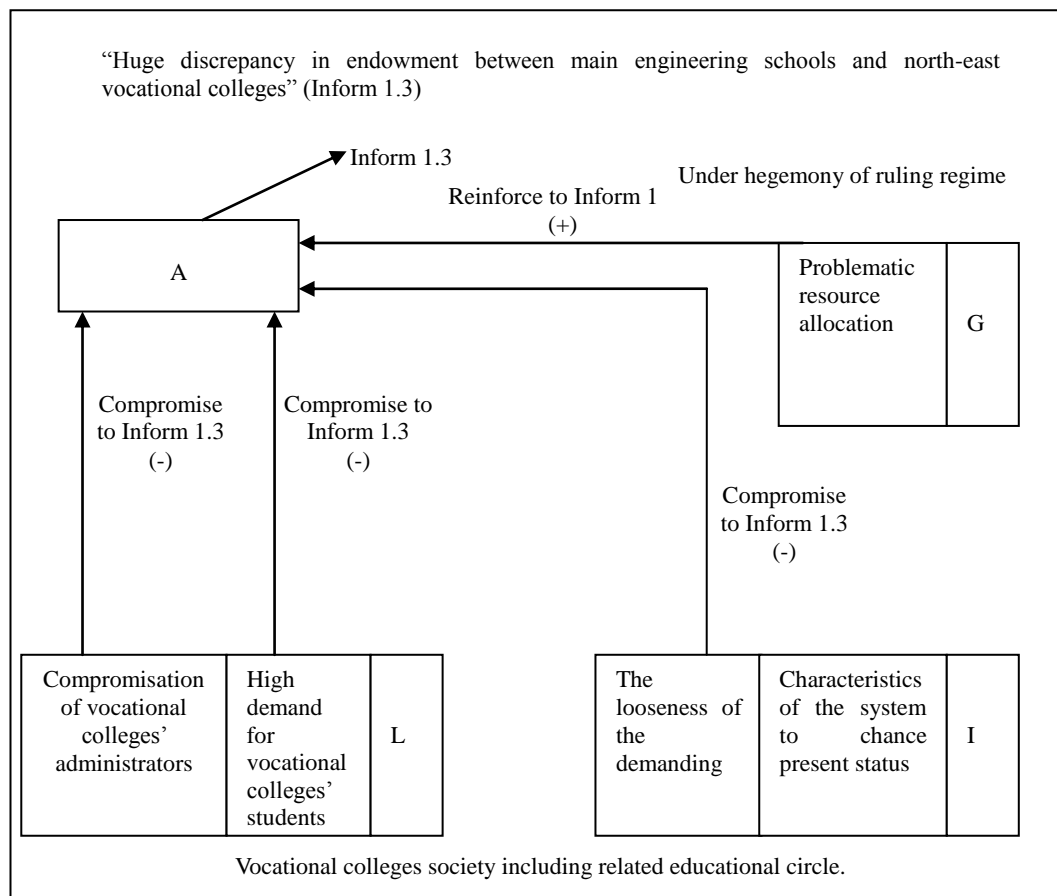 “Huge discrepancy in endowment between main engineering schools and north-east
vocational colleges” (Inform 1.3)
Inform 1.3
Under hegemony of ruling regime
Reinforce to Inform 1
(+)
A
Problematic
resource
allocation
G
Compromise
to Inform 1.3
(-)
Compromise to
Inform 1.3
(-)
Compromise
to Inform 1.3
(-)
Compromisation
of vocational
colleges’
administrators
High
demand
for
vocational
colleges’
students
L
The
looseness of
the
demanding
Characteristics
of the system
to chance
present status
I
Vocational colleges society including related educational circle.